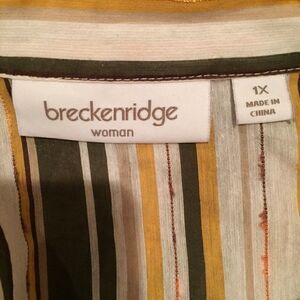 breckenridge
woman
1X
MADE IN
CHINA